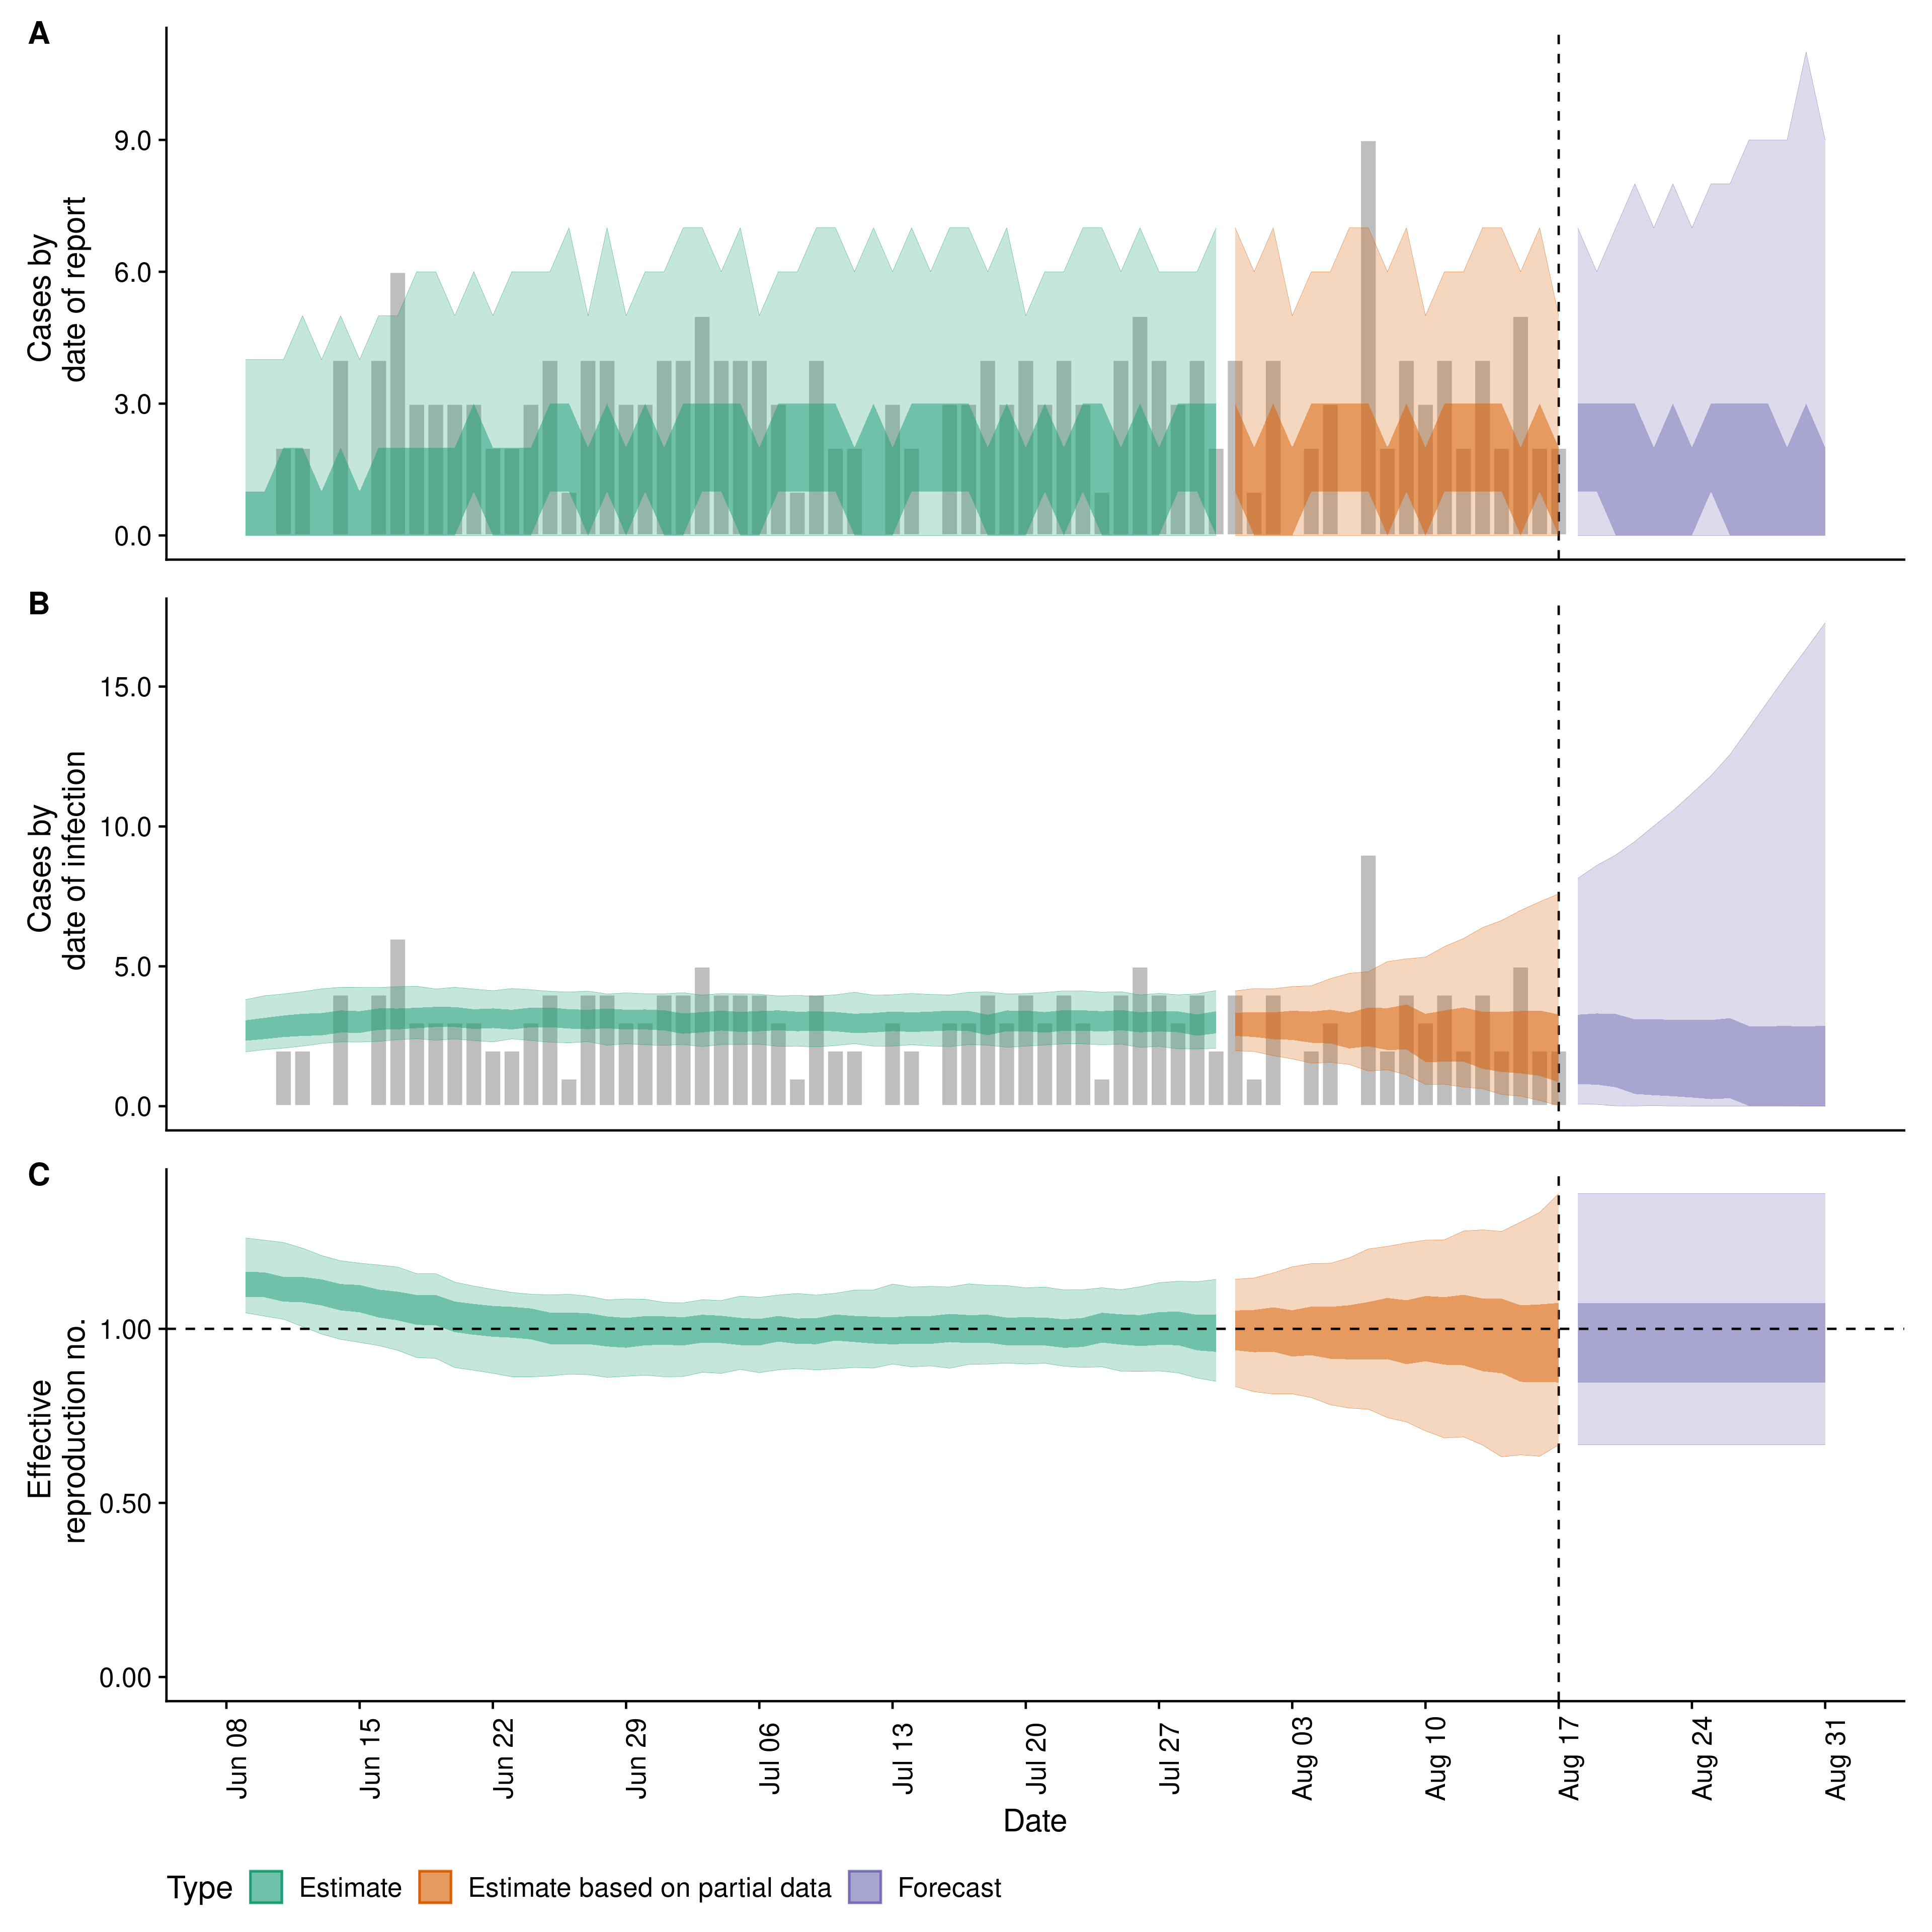 A
Cases by
date of report
9.0
6.0
3.0
0.0
B
Cases by
date of infection
15.0
10.0
5.0
0.0
C
Effective
reproduction no.
1.00
0.50
0.00
Jun 08
Jun 15
Jun 22
Jun 29
Jul 06
Jul 13
Jul 20
Jul 27
Aug 03
Aug 10
Aug 17
Aug 24
Aug 31
Date
Type Estimate Estimate based on partial data Forecast